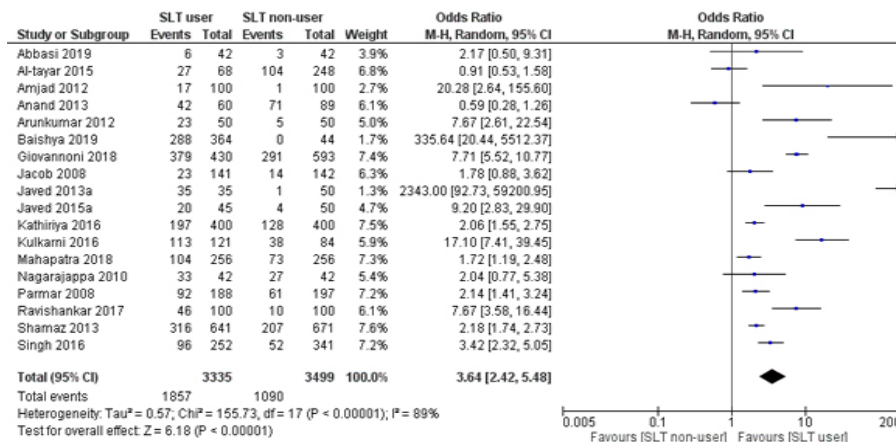 SLT user SLT non-user Odds Ratio Odds Ratio
Study or Subgroup Events Total Events Total Weight M-H, Random, 95% CI M-H, Random, 95% CI
Abbasi 2019 6 42 3 42 3.9% 2.17 [0.50, 9.31]
Al-tayar 2015 27 68 104 248 6.8% 0.91 [0.53, 1.58]
Amjad 2012 17 100 1 100 2.7% 20.28 [2.64, 155.60]
Anand 2013 42 60 71 89 6.1% 0.59 [0.28, 1.26]
Arunkumar 2012 23 50 5 50 5.1% 7.67 [2.61, 22.54]
Baishya 2019 288 364 0 44 1.7% 335.64 [20.44, 5512.37]
Giovannoni 2018 379 430 291 593 7.4% 7.71 [5.52, 10.77]
Jacob 2008 23 141 14 142 6.3% 1.78 [0.88, 3.62]
Javed 2013a 35 35 1 50 1.3% 2343.00 [92.73, 59200.95]
Javed 2015a 20 45 4 50 4.7% 9.20 [2.83, 29.90]
Kathiriya 2016 197 400 128 400 7.5% 2.06 [1.55, 2.75]
Kulkarni 2016 113 121 38 84 5.9% 17.10 [7.41, 39.45]
Mahapatra 2018 104 256 73 256 7.3% 1.72 [1.19, 2.48]
Nagarajappa 2010 33 42 27 42 5.4% 2.04 [0.77, 5.38]
Parmar 2008 92 188 61 197 7.2% 2.14 [1.41, 3.24]
Ravishankar 2017 46 100 10 100 6.1% 7.67 [3.58, 16.44]
Shamaz 2013 316 641 207 671 7.6% 2.18 [1.74, 2.73]
Singh 2016 96 252 52 341 7.2% 3.42 [2.32, 5.05]
Total (95% CI) 3335 3499 100.0% 3.64 [2.42, 5.48]
Total events 1857 1090
Heterogeneity: Tau² = 0.57; Chi² = 155.73, df = 17 (P < 0.00001); I² = 89%
Test for overall effect: Z = 6.18 (P < 0.00001)
0.005 0.1 1 10
Favours [SLT non-user] Favours [SLT user]